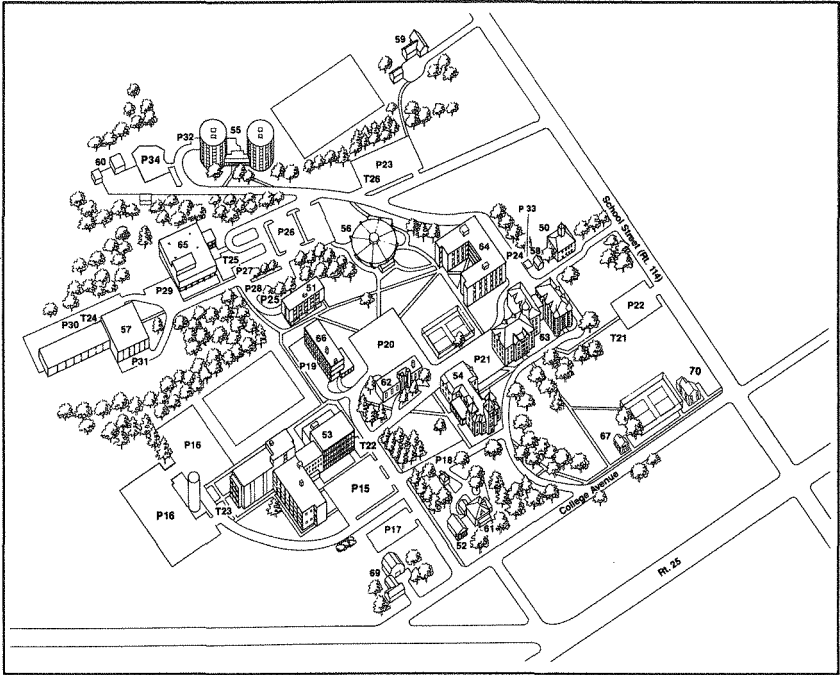 59
P32
55
60
P34
P23
T26
P 33
50
School Street (Rt. 114)
56
P26
65
64
58
P24
T25
P27
P28
51
P25
P29
T24
P30
57
P31
P22
66
P20
63
T21
P21
P19
62
54
70
53
P16
T22
67
P18
P15
P16
College Avenue
T23
61
P17
52
69
Rt. 25